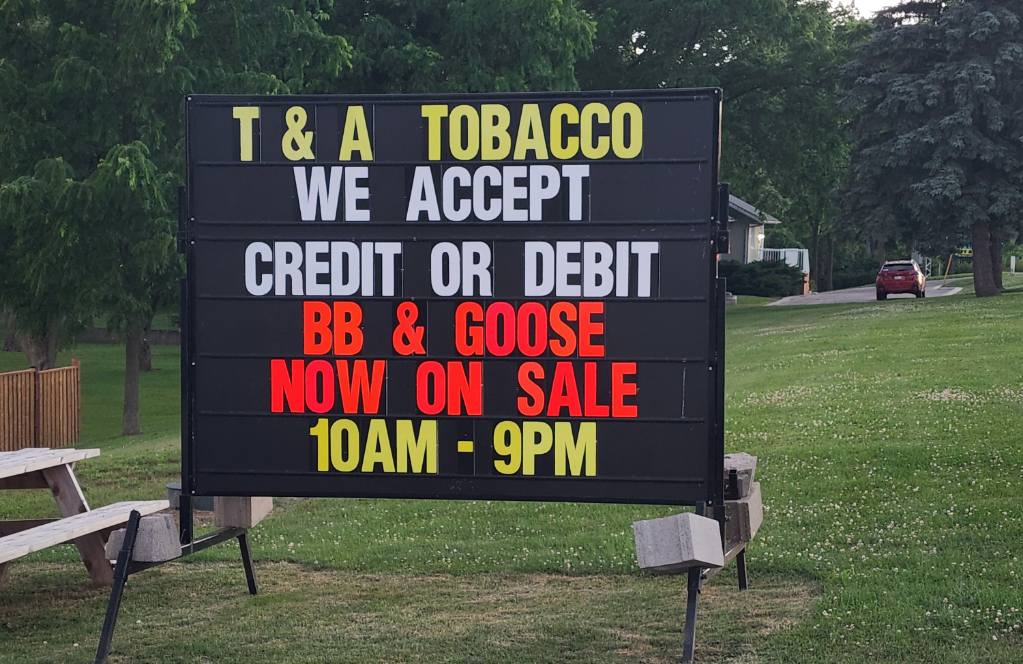 T & A TOBACCO
WE ACCEPT
CREDIT OR DEBIT
BB & GOOSE
NOW ON SALE
10AM - 9PM